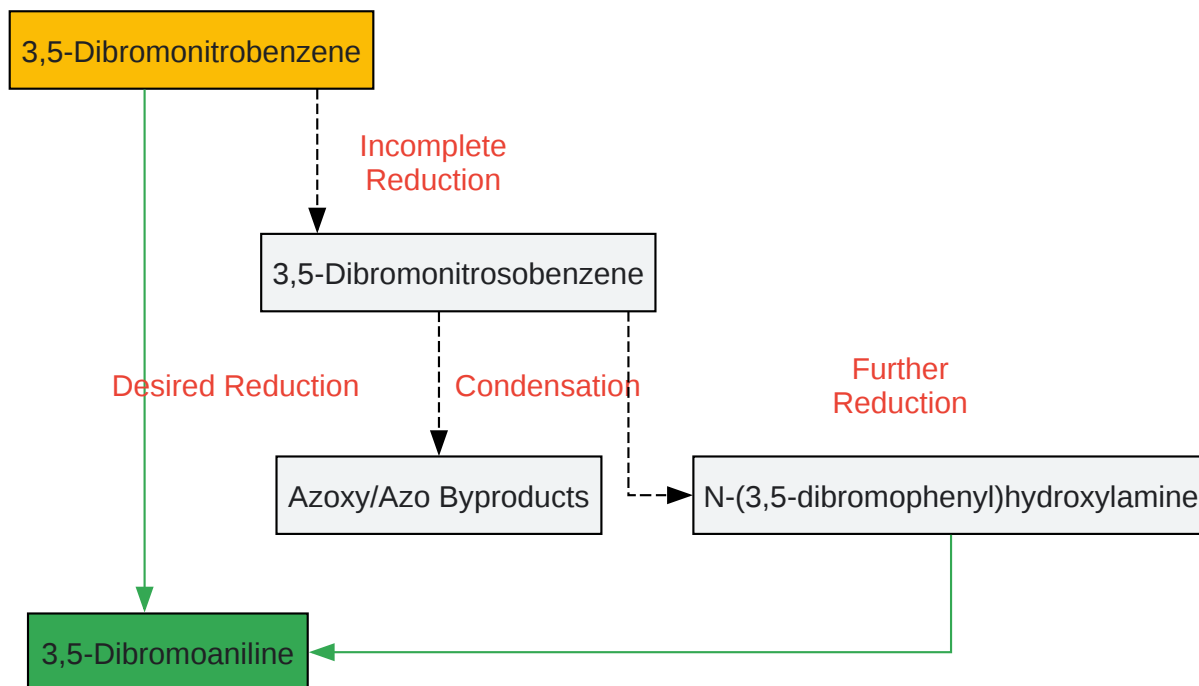 3,5-Dibromonitrobenzene
Incomplete
Reduction
3,5-Dibromonitrosobenzene
Desired Reduction
Condensation
Further
Reduction
Azoxy/Azo Byproducts
N-(3,5-dibromophenyl)hydroxylamine
3,5-Dibromoaniline